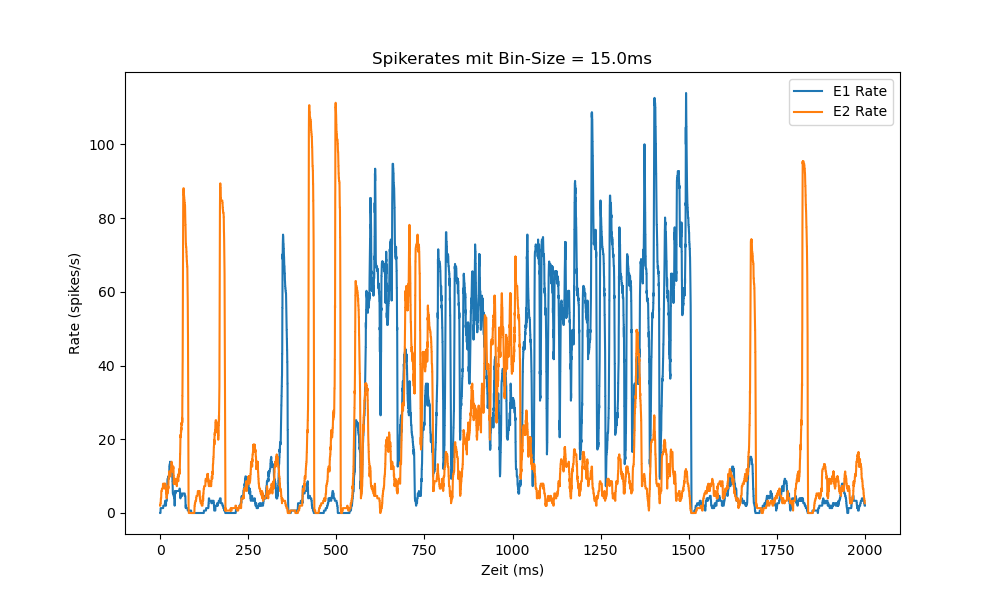 Spikerates mit Bin-Size = 15.0ms
E1 Rate
E2 Rate
Rate (spikes/s)
100
80
60
40
20
0
0 250 500 750 1000 1250 1500 1750 2000
Zeit (ms)